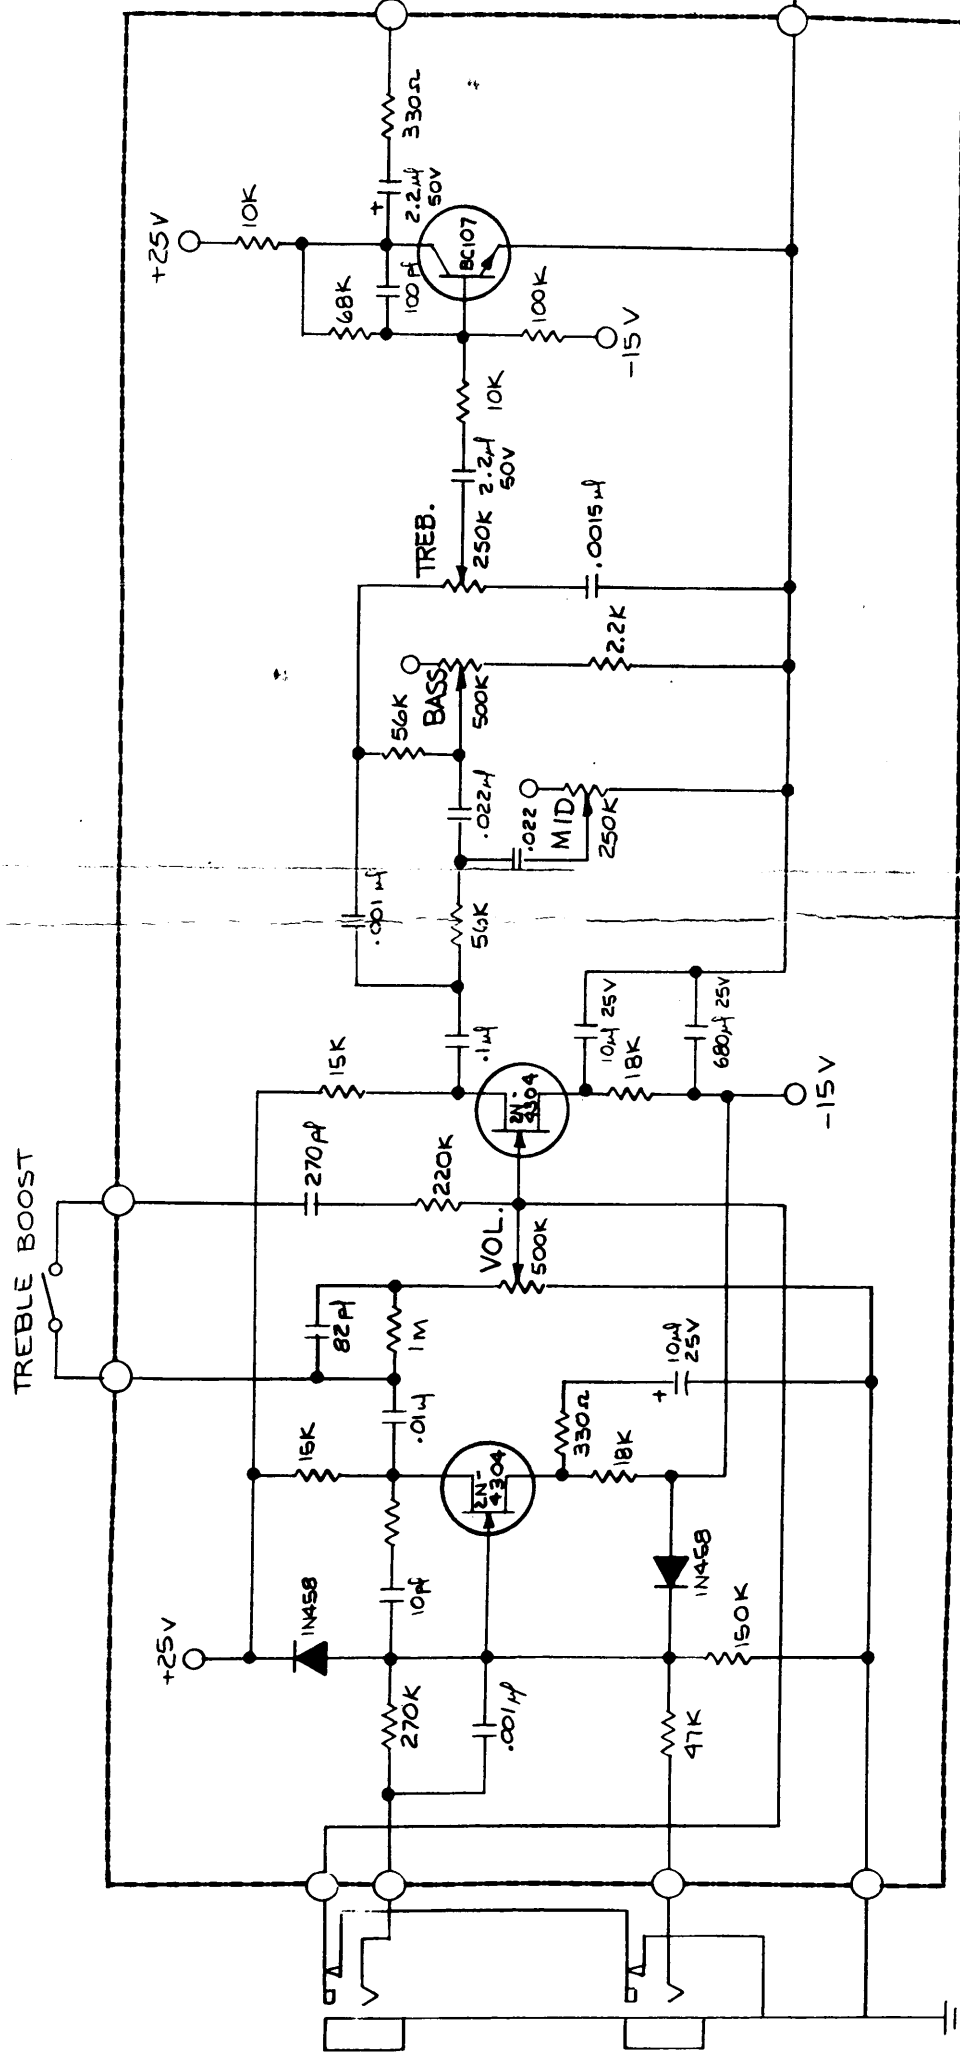 TREBLE BOOST
+25V
1N458
270K
.001µf
10pf
15K
2N-
4304
.01µf
82pf
1M
VOL.
500K
330Ω
10µf
25V
18K
1N458
150K
47K
270pf
220K
15K
2N-
4304
.1µf
10µf 25V
18K
680µf 25V
-15V
.001µf
56K
.022µf
.022
MID
250K
56K
BASS
500K
2.2K
TREB.
250K
.0015µf
2.2µf
50V
10K
+25V
10K
68K
100pf
BC107
100K
-15V
+
2.2µf
50V
330Ω
+